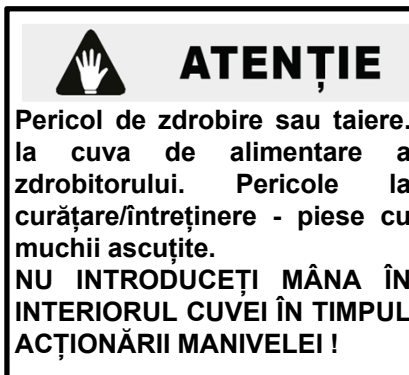 ATENȚIE
Pericol de zdrobire sau taiere.
la cuva de alimentare a
zdrobitorului. Pericole la
curățare/întreținere - piese cu
muchii ascuțite.
NU INTRODUCEȚI MÂNA ÎN
INTERIORUL CUVEI ÎN TIMPUL
ACȚIONĂRII MANIVELEI !